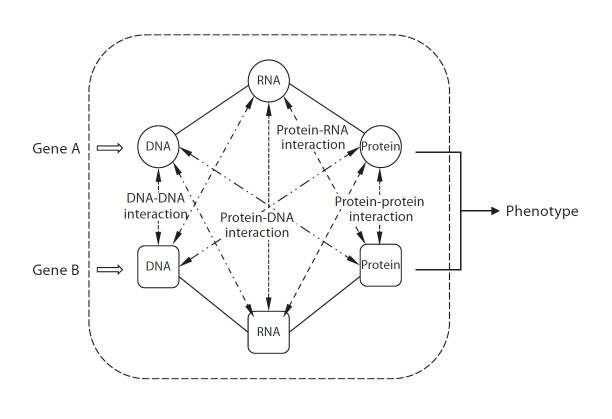 RNA
Protein-RNA
interaction
Gene A
DNA
Protein
DNA-DNA
interaction
Protein-DNA
interaction
Protein-protein
interaction
Phenotype
Gene B
DNA
Protein
RNA